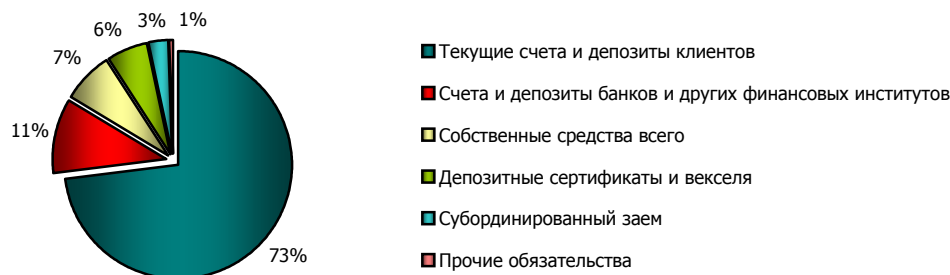 6%
3%
1%
7%
11%
73%
Текущие счета и депозиты клиентов
Счета и депозиты банков и других финансовых институтов
Собственные средства всего
Депозитные сертификаты и векселя
Субординированный заем
Прочие обязательства